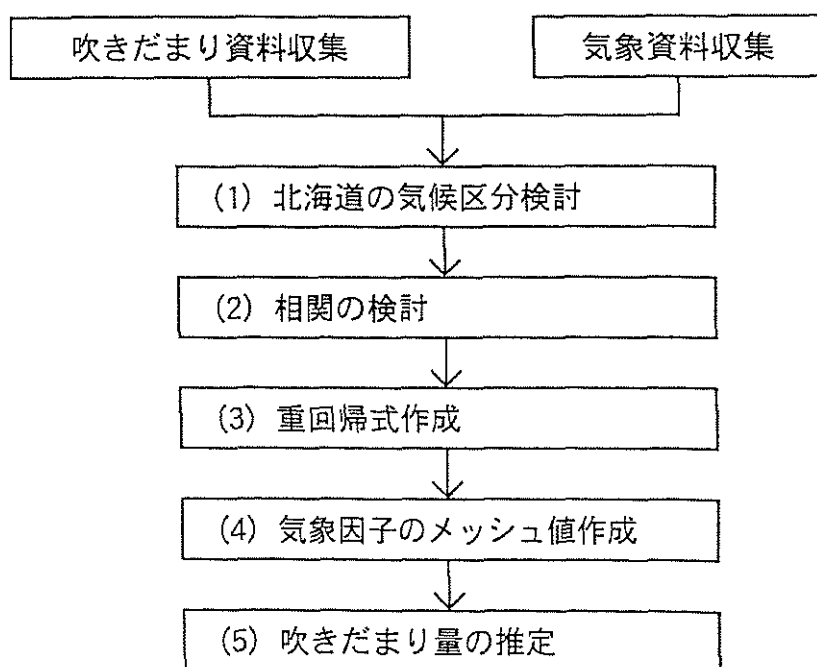 吹きだまり資料収集
気象資料収集
(1) 北海道の気候区分検討
(2) 相関の検討
(3) 重回帰式作成
(4) 気象因子のメッシュ値作成
(5) 吹きだまり量の推定